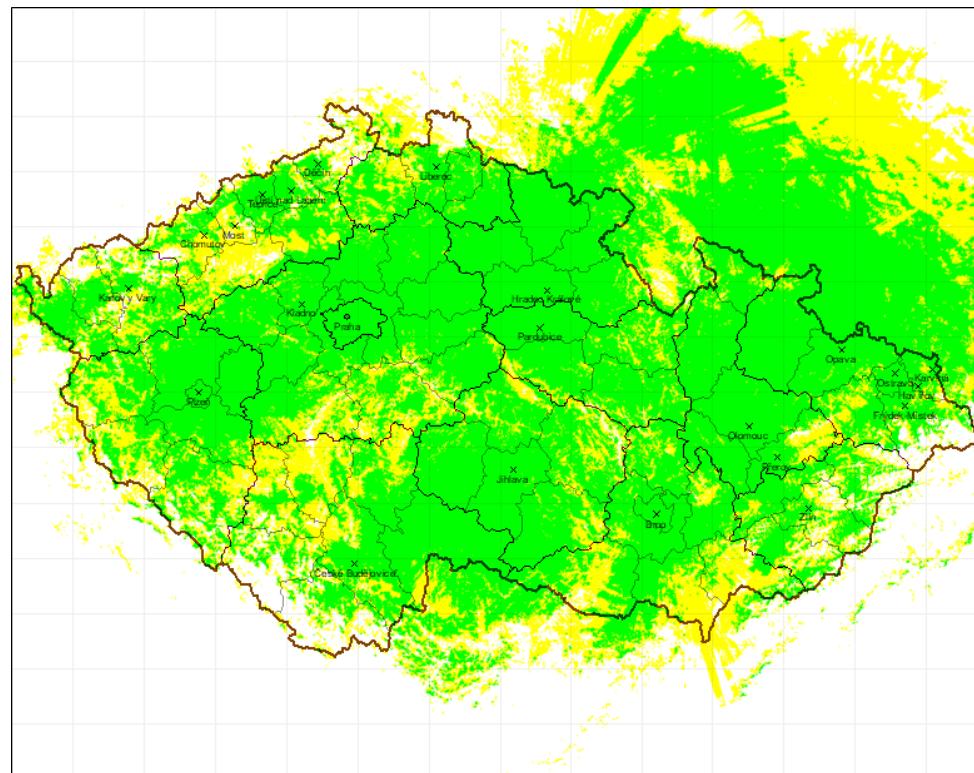 Děčín
Liberec
Teplice
Ústí nad Labem
Most
Chomutov
Karlovy Vary
Hradec Králové
Kladno
Praha
Pardubice
Opava
Ostrava
Karviná
Havířov
Plzeň
Frýdek-Místek
Olomouc
Přerov
Jihlava
Zlín
Brno
České Budějovice